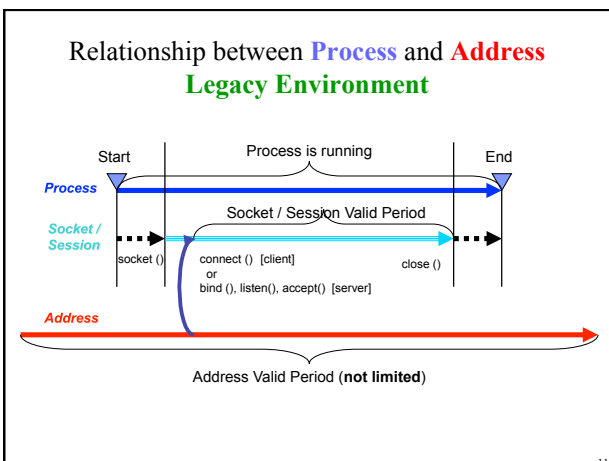 Relationship between Process and Address
Legacy Environment
Start
Process is running
End
Process
Socket / Session Valid Period
Socket /
Session
socket ()
connect () [client]
or
bind (), listen(), accept() [server]
close ()
Address
Address Valid Period (not limited)